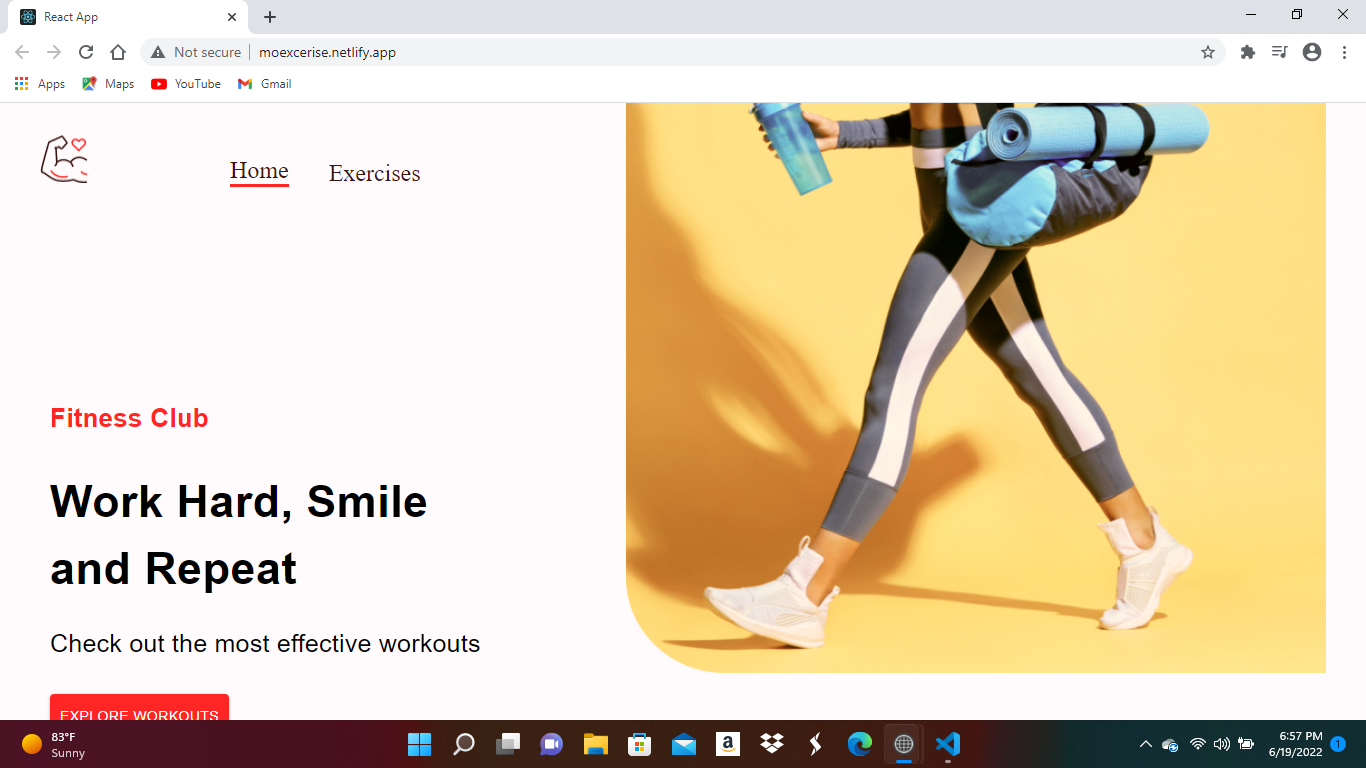 React App
Not secure
moexcerise.netlify.app
Apps
Maps
YouTube
Gmail
Home
Exercises
Fitness Club
Work Hard, Smile
and Repeat
Check out the most effective workouts
EXPLORE WORKOUTS
83°F
Sunny
a
6:57 PM
6/19/2022
1